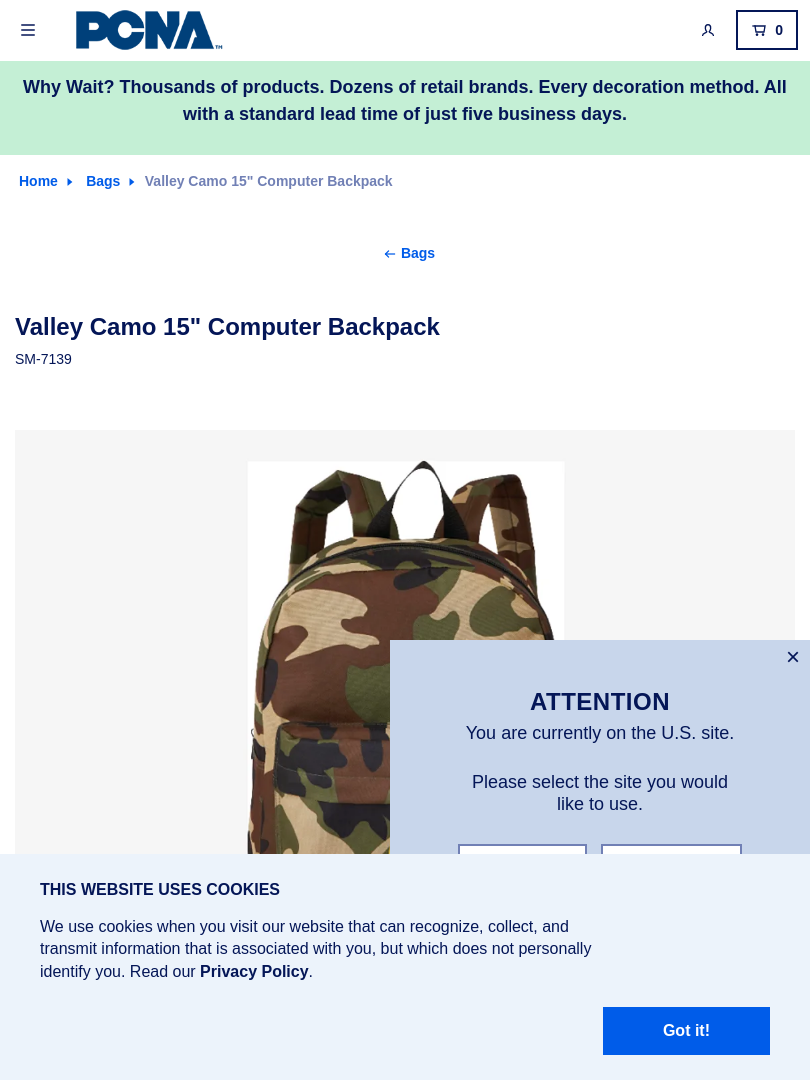 PCNA™
0
Why Wait? Thousands of products. Dozens of retail brands. Every decoration method. All
with a standard lead time of just five business days.
Home Bags Valley Camo 15" Computer Backpack
Bags
Valley Camo 15" Computer Backpack
SM-7139
ATTENTION
You are currently on the U.S. site.
Please select the site you would
like to use.
THIS WEBSITE USES COOKIES
We use cookies when you visit our website that can recognize, collect, and
transmit information that is associated with you, but which does not personally
identify you. Read our Privacy Policy.
Got it!